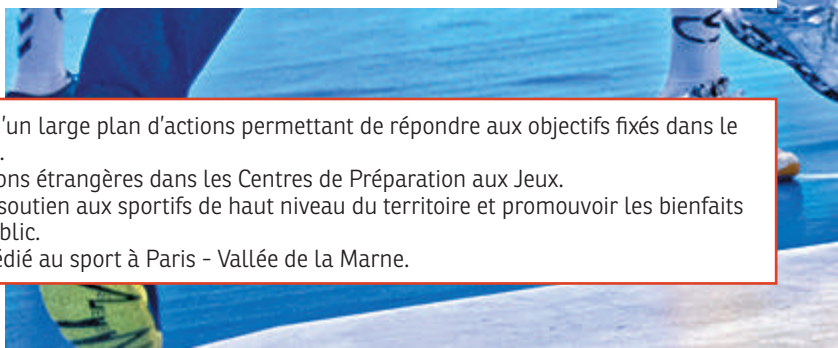 'un large plan d'actions permettant de répondre aux objectifs fixés dans le
.
ons étrangères dans les Centres de Préparation aux Jeux.
soutien aux sportifs de haut niveau du territoire et promouvoir les bienfaits
blic.
édié au sport à Paris - Vallée de la Marne.